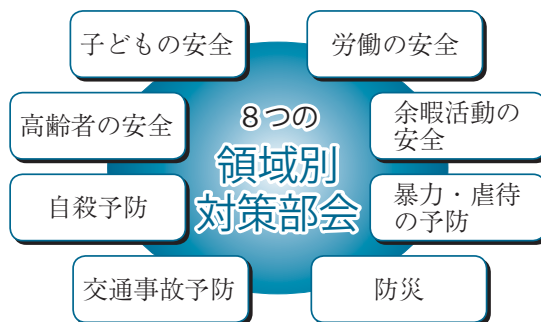 子どもの安全
労働の安全
高齢者の安全
8つの
領域別
対策部会
余暇活動の
安全
自殺予防
暴力・虐待
の予防
交通事故予防
防災